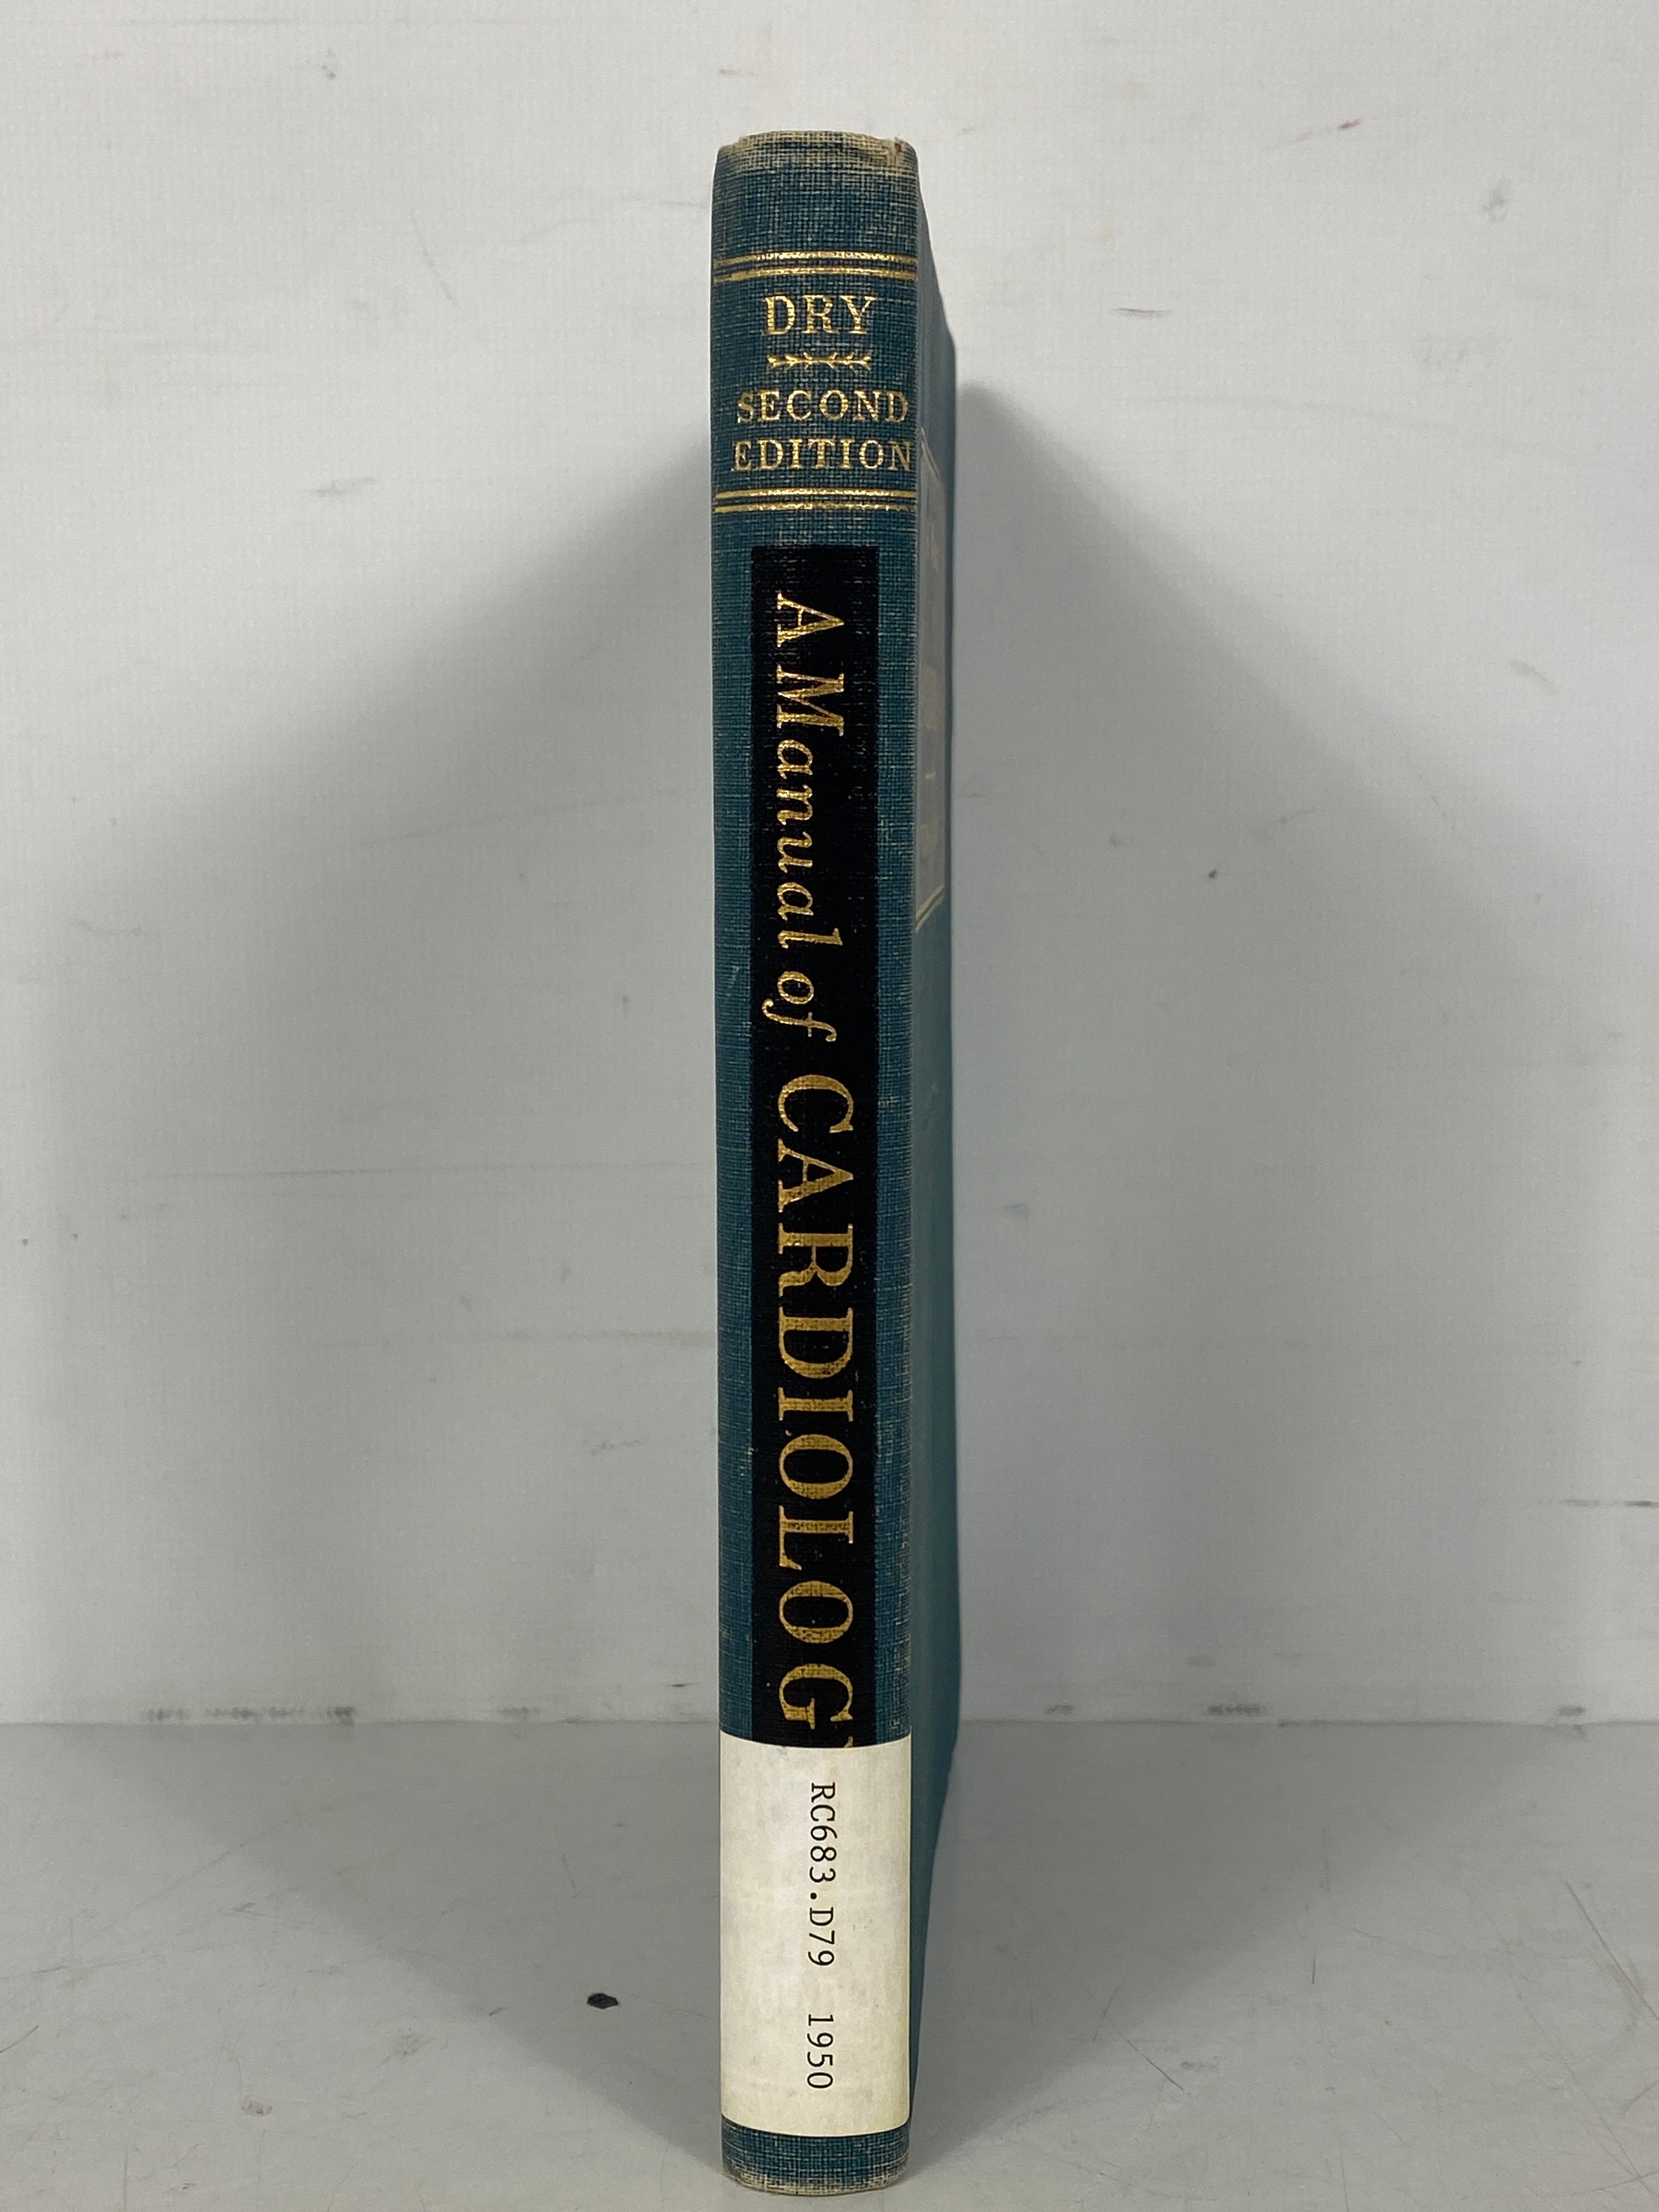 DRY
SECOND
EDITION
A Manual of CARDIOLOG
RC683.D79 1950